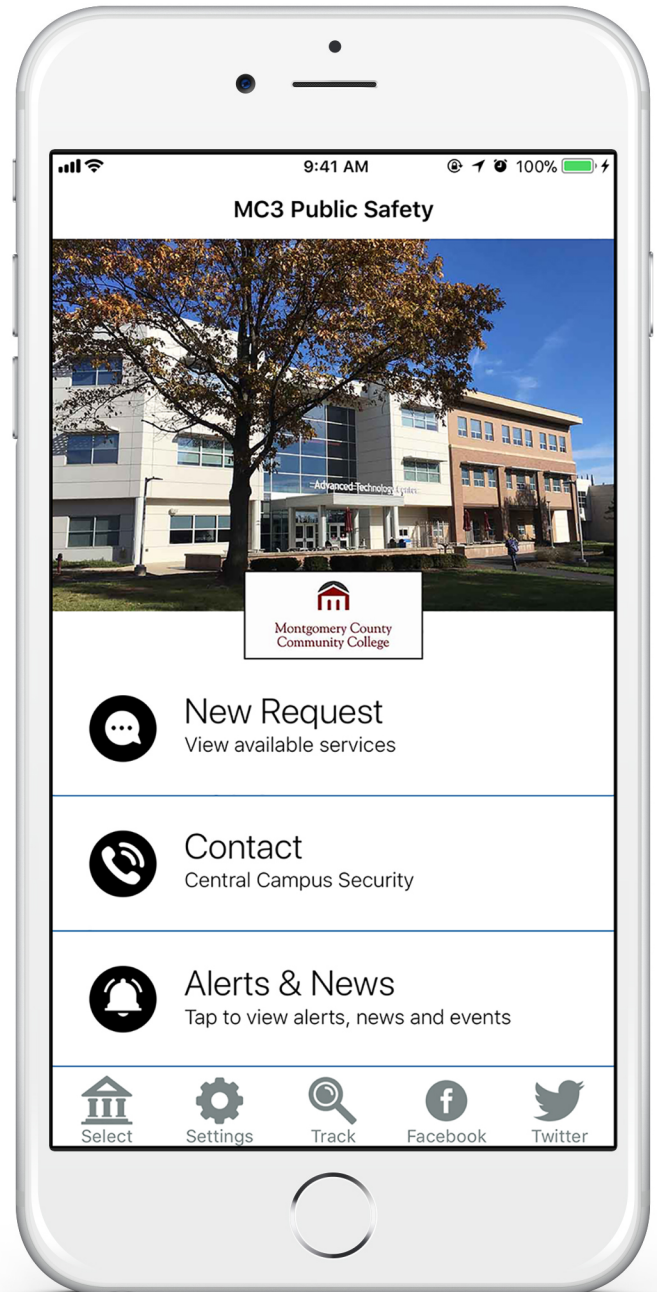 9:41 AM
100%
MC3 Public Safety
Advanced Technology Center
Montgomery County
Community College
New Request
View available services
Contact
Central Campus Security
Alerts & News
Tap to view alerts, news and events
Select Settings Track Facebook Twitter